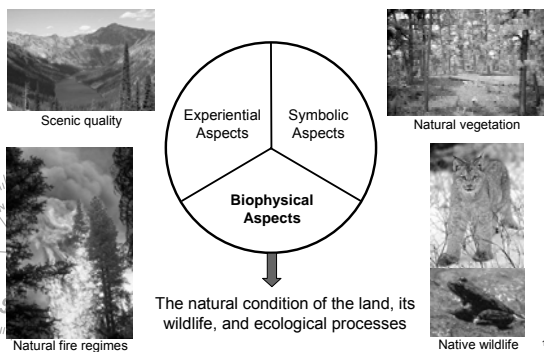 Scenic quality
Experiential
Aspects
Symbolic
Aspects
Natural vegetation
Biophysical
Aspects
The natural condition of the land, its
wildlife, and ecological processes
Natural fire regimes
Native wildlife